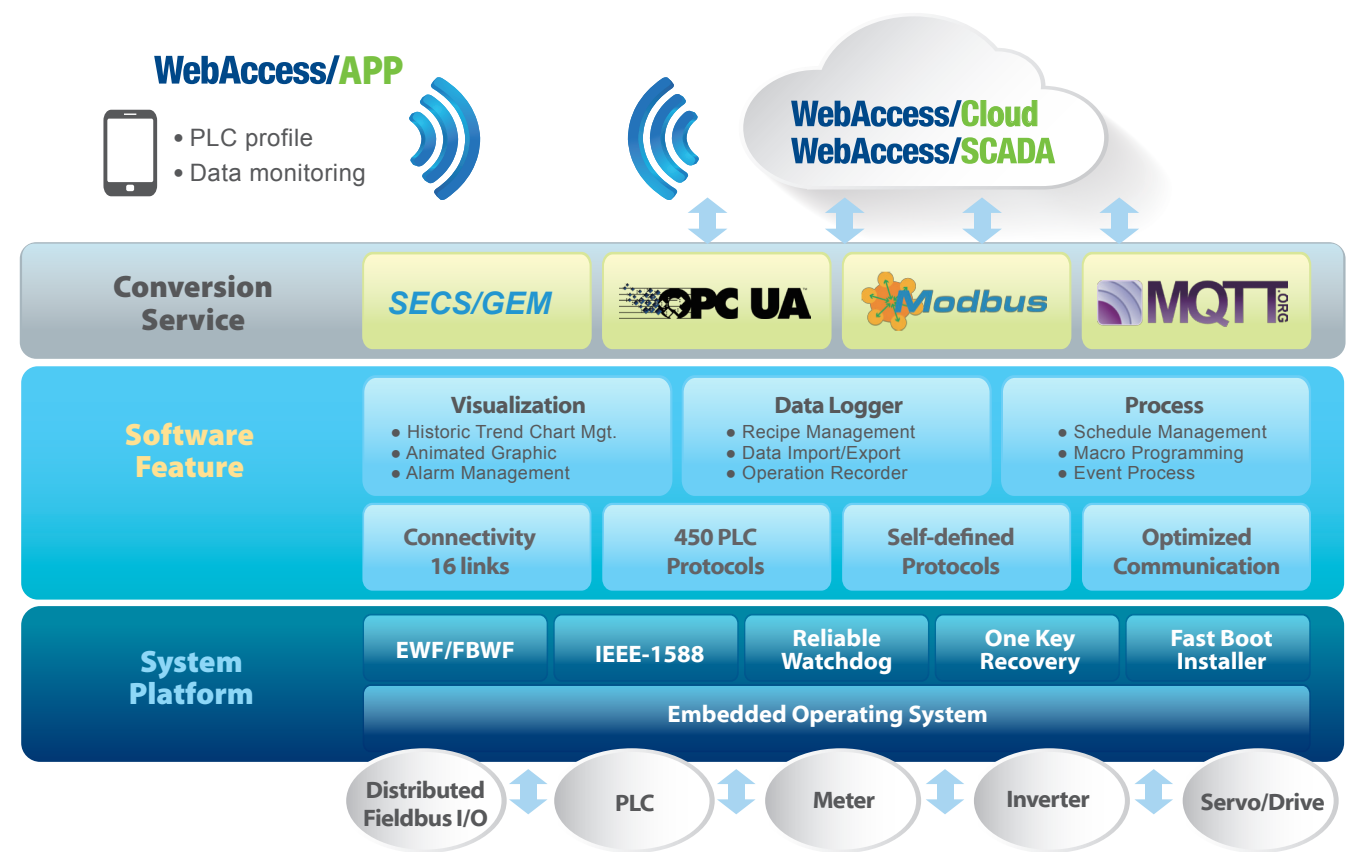 WebAccess/APP
• PLC profile
• Data monitoring
WebAccess/Cloud
WebAccess/SCADA
Conversion
Service
SECS/GEM
OPC UA™
Modbus
MQTT.ORG
Software
Feature
Visualization
● Historic Trend Chart Mgt.
● Animated Graphic
● Alarm Management
Data Logger
● Recipe Management
● Data Import/Export
● Operation Recorder
Process
● Schedule Management
● Macro Programming
● Event Process
Connectivity
16 links
450 PLC
Protocols
Self-defined
Protocols
Optimized
Communication
System
Platform
EWF/FBWF
IEEE-1588
Reliable
Watchdog
One Key
Recovery
Fast Boot
Installer
Embedded Operating System
Distributed
Fieldbus I/O
PLC
Meter
Inverter
Servo/Drive